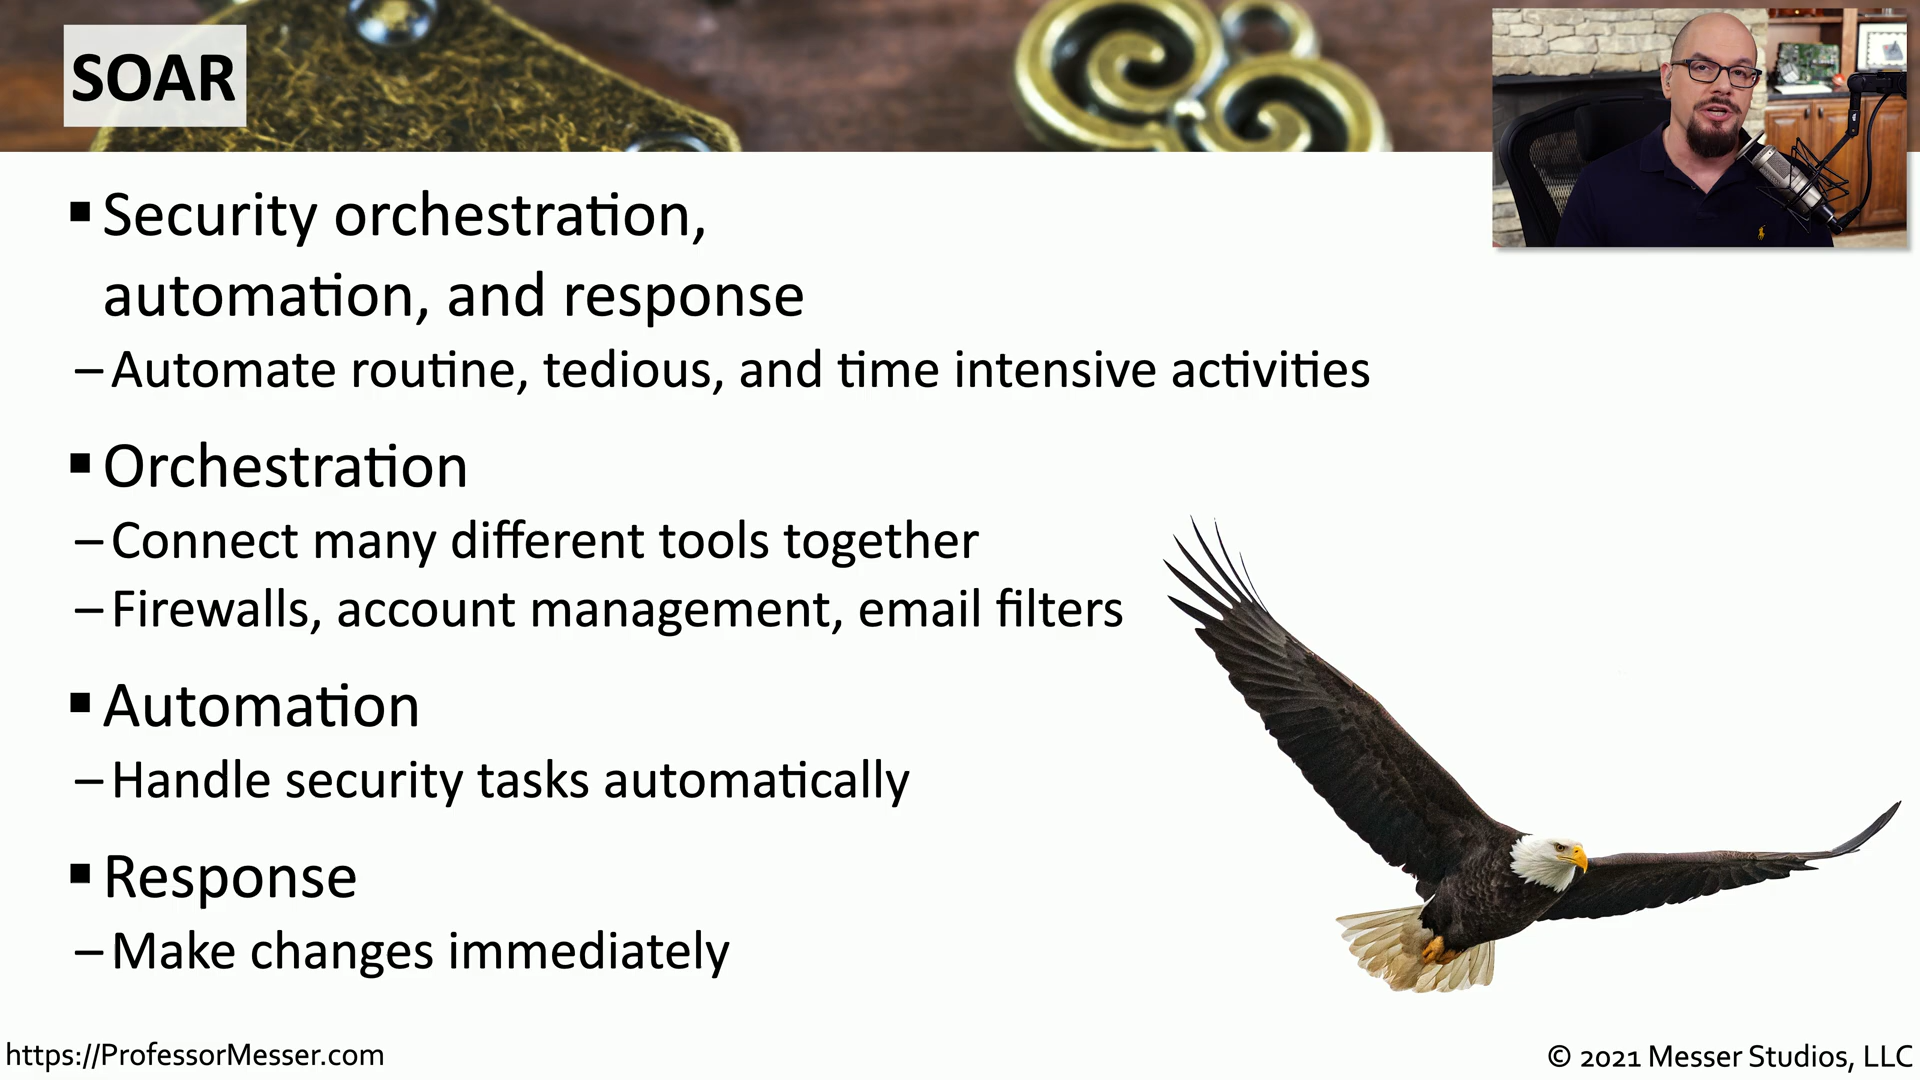 SOAR
▪ Security orchestration,
automation, and response
– Automate routine, tedious, and time intensive activities
▪ Orchestration
– Connect many different tools together
– Firewalls, account management, email filters
▪ Automation
– Handle security tasks automatically
▪ Response
– Make changes immediately
https://ProfessorMesser.com
© 2021 Messer Studios, LLC